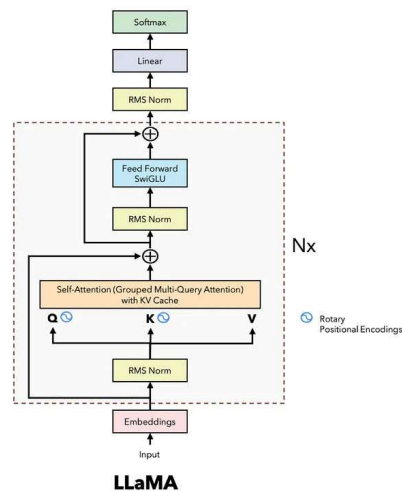 Softmax
Linear
RMS Norm
Feed Forward
SwiGLU
RMS Norm
Nx
Self-Attention (Grouped Multi-Query Attention)
with KV Cache
Q K V
Rotary
Positional Encodings
RMS Norm
Embeddings
Input
LLaMA